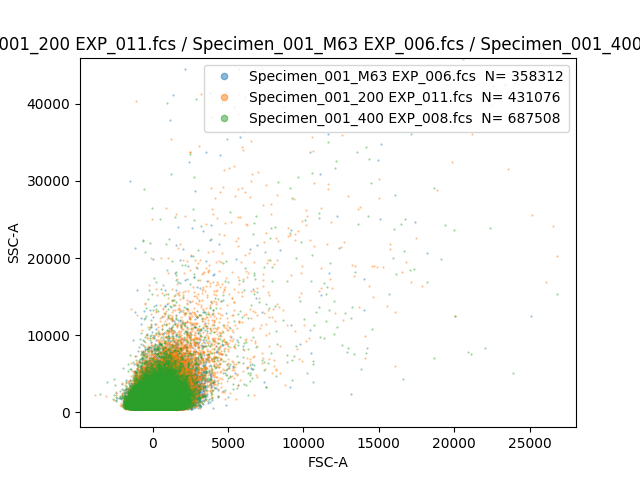 001_200 EXP_011.fcs / Specimen_001_M63 EXP_006.fcs / Specimen_001_400
Specimen_001_M63 EXP_006.fcs  N= 358312
Specimen_001_200 EXP_011.fcs  N= 431076
Specimen_001_400 EXP_008.fcs  N= 687508
40000
30000
20000
10000
0
SSC-A
0 5000 10000 15000 20000 25000
FSC-A